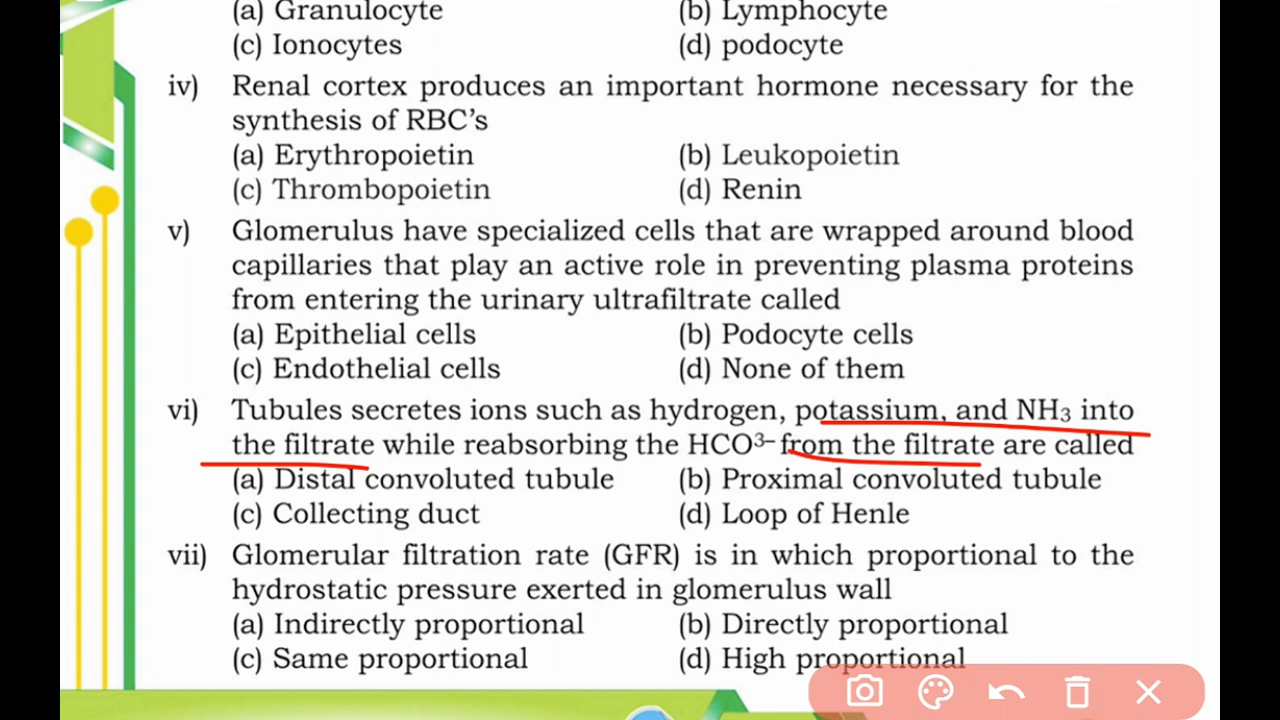 (a) Granulocyte (b) Lymphocyte
(c) Ionocytes (d) podocyte
iv) Renal cortex produces an important hormone necessary for the
synthesis of RBC’s
(a) Erythropoietin (b) Leukopoietin
(c) Thrombopoietin (d) Renin
v) Glomerulus have specialized cells that are wrapped around blood
capillaries that play an active role in preventing plasma proteins
from entering the urinary ultrafiltrate called
(a) Epithelial cells (b) Podocyte cells
(c) Endothelial cells (d) None of them
vi) Tubules secretes ions such as hydrogen, potassium, and NH₃ into
the filtrate while reabsorbing the HCO³⁻ from the filtrate are called
(a) Distal convoluted tubule (b) Proximal convoluted tubule
(c) Collecting duct (d) Loop of Henle
vii) Glomerular filtration rate (GFR) is in which proportional to the
hydrostatic pressure exerted in glomerulus wall
(a) Indirectly proportional (b) Directly proportional
(c) Same proportional (d) High proportional